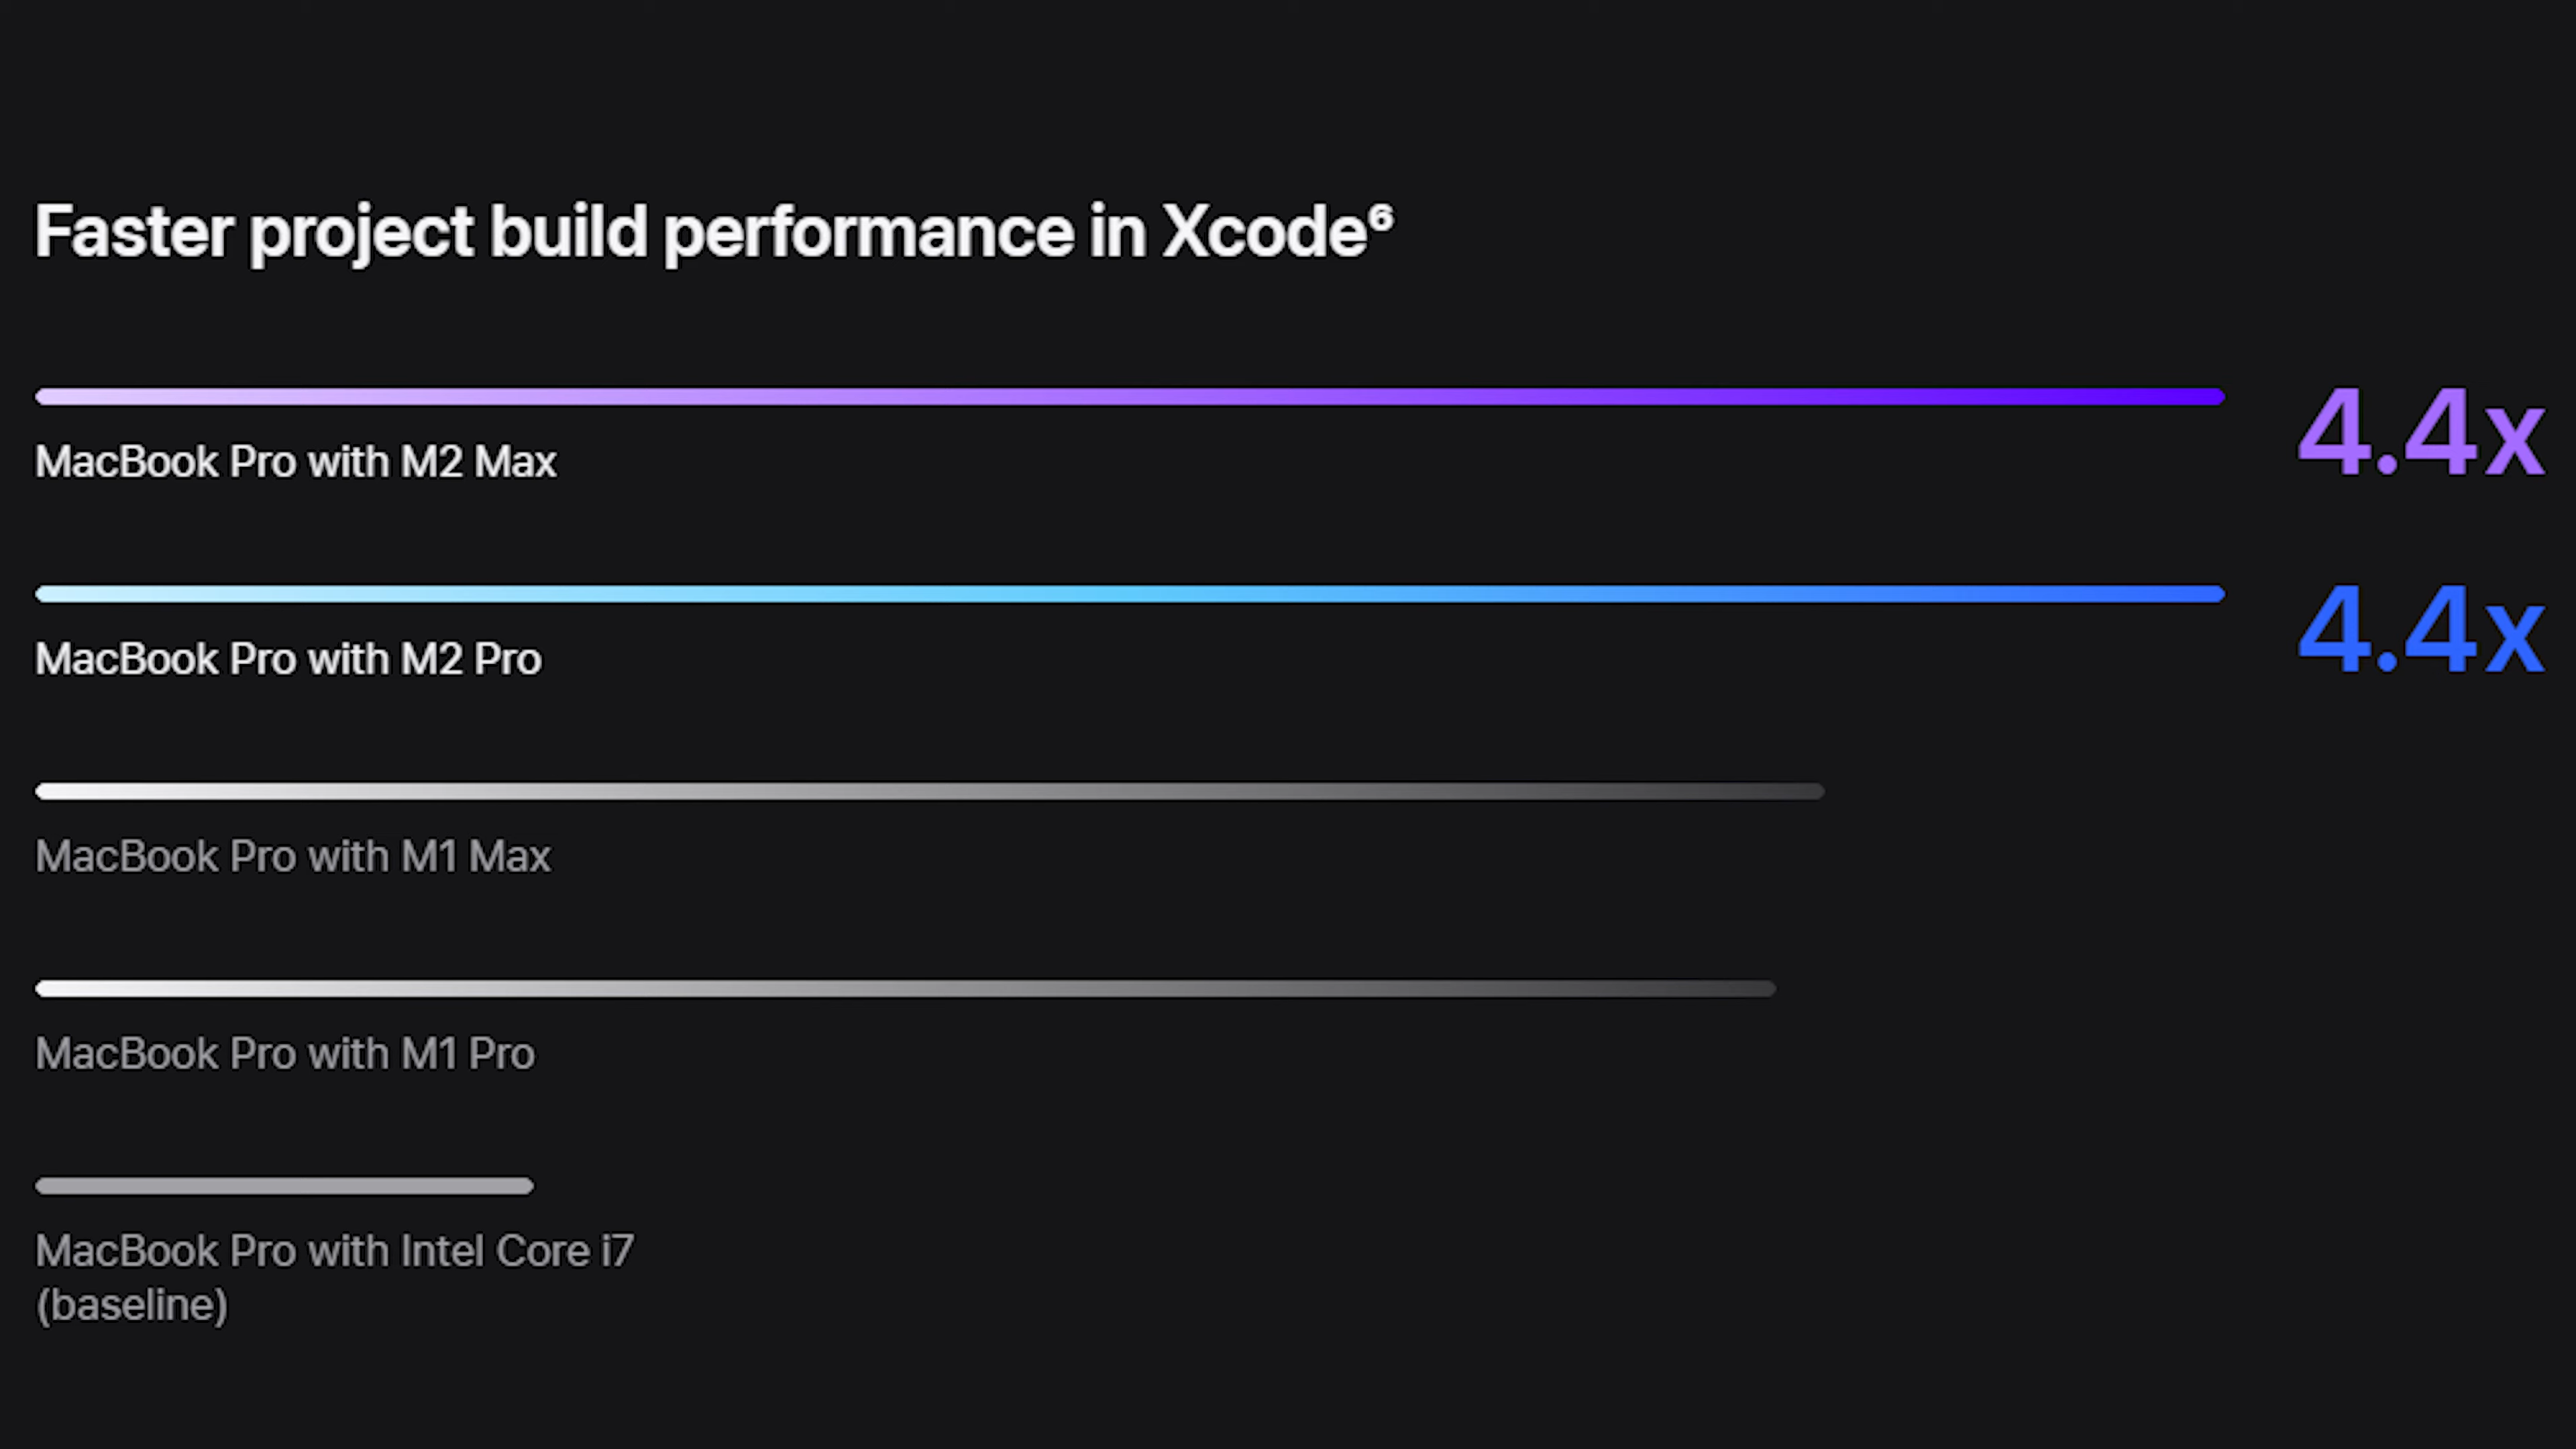 Faster project build performance in Xcode⁶
4.4x
MacBook Pro with M2 Max
4.4x
MacBook Pro with M2 Pro
MacBook Pro with M1 Max
MacBook Pro with M1 Pro
MacBook Pro with Intel Core i7
(baseline)